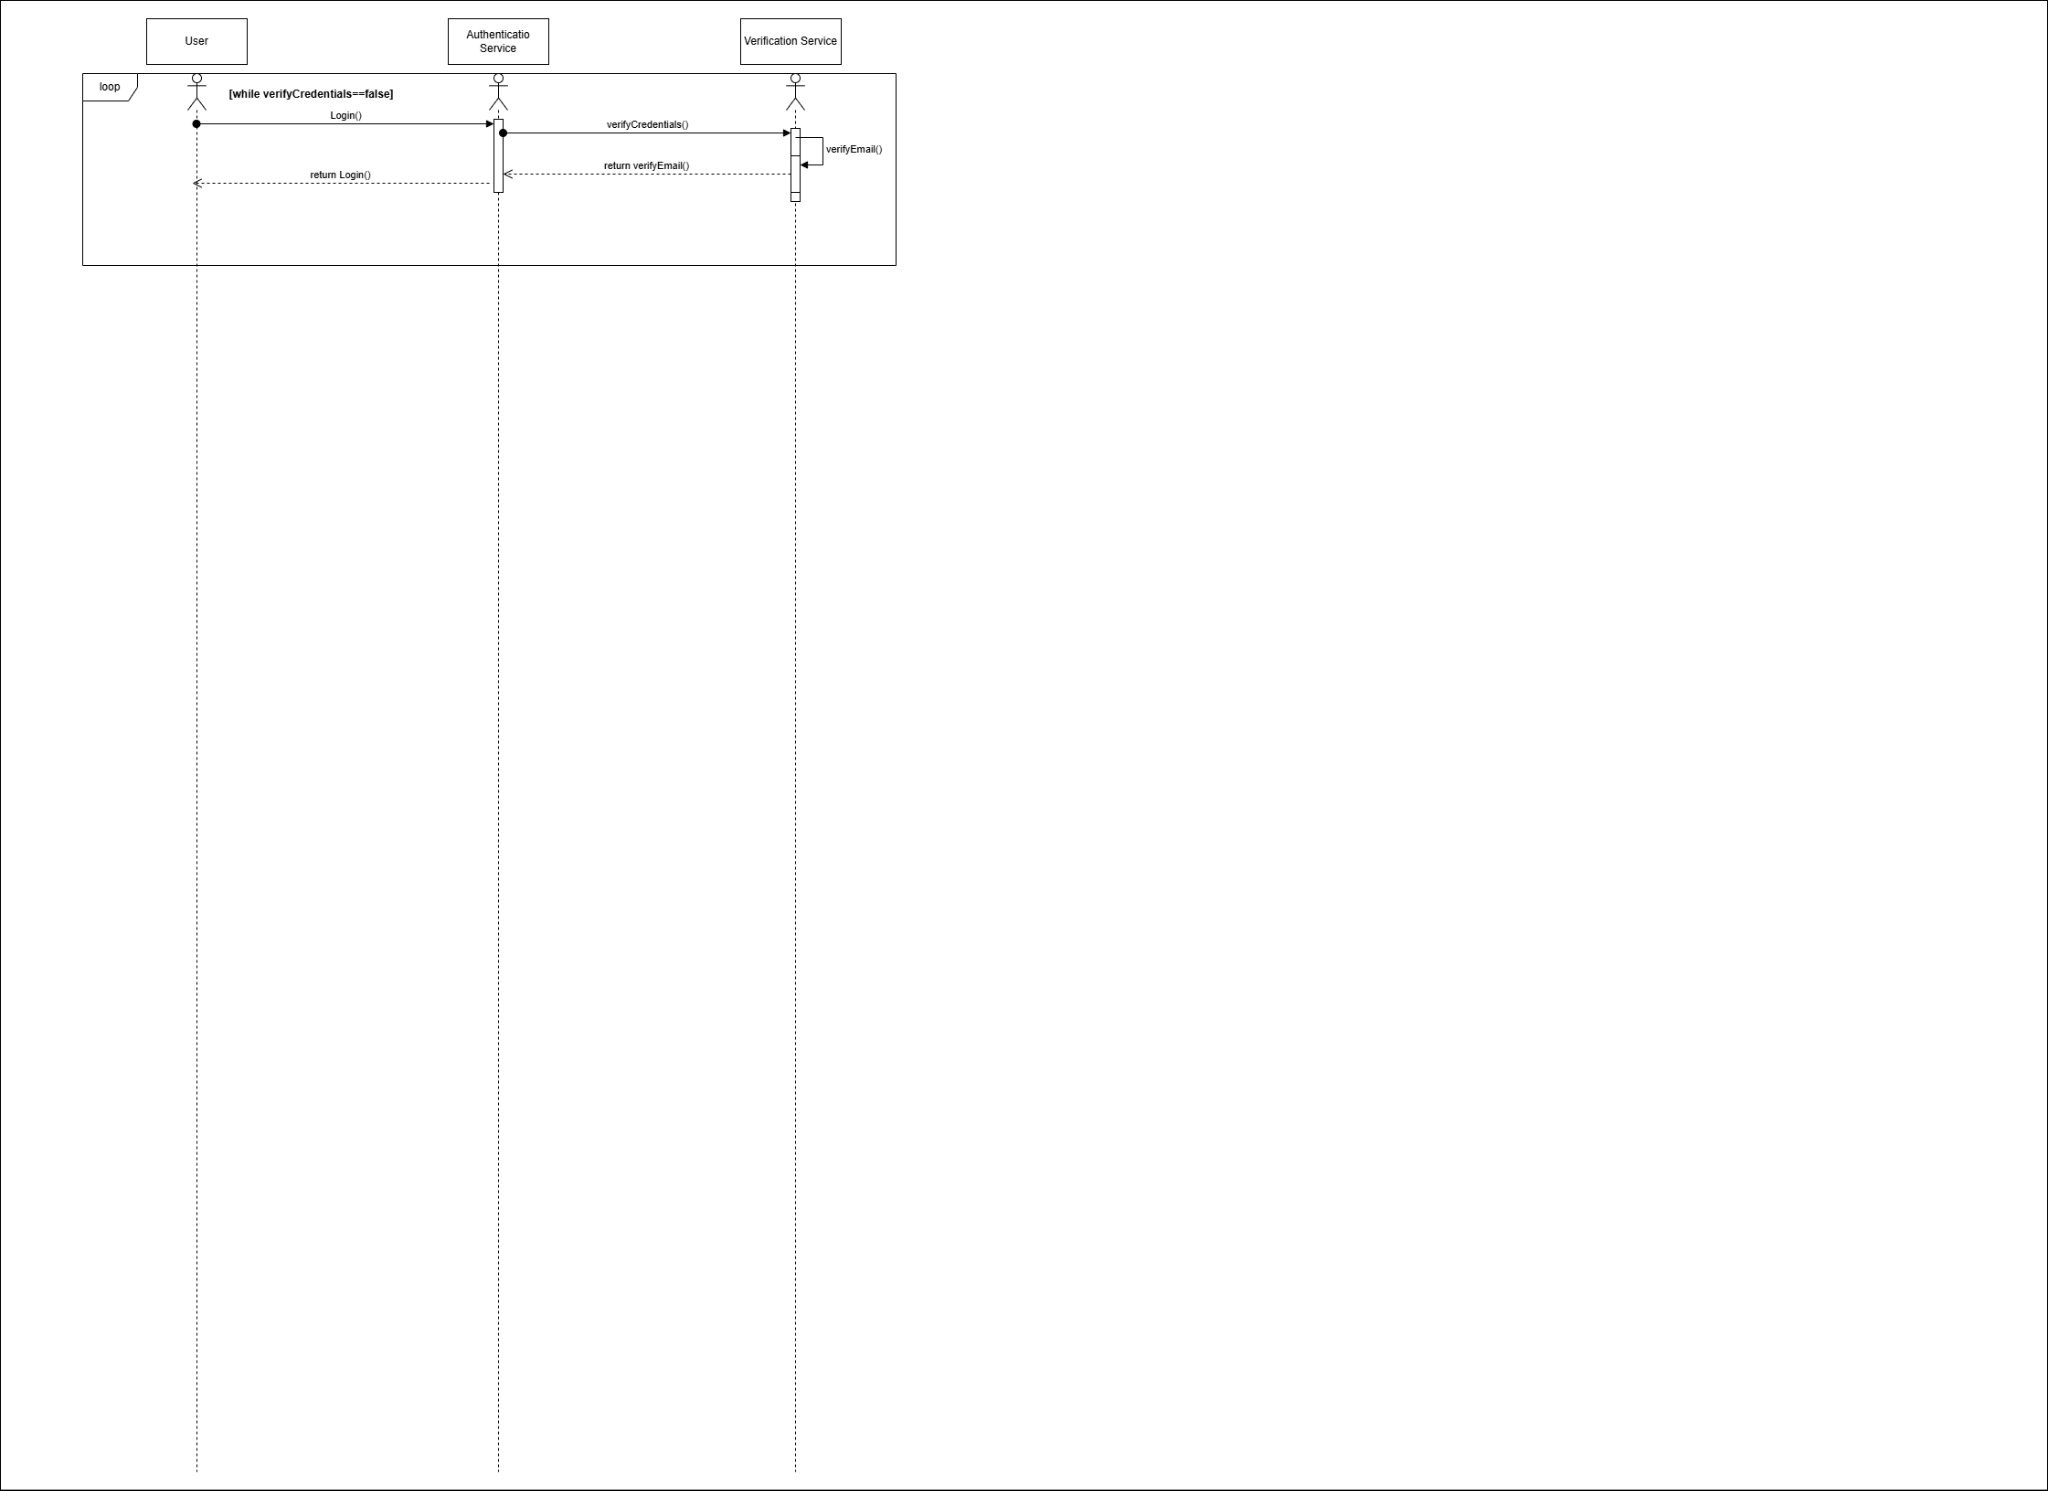 User
Authenticatio
Service
Verification Service
loop
[while verifyCredentials==false]
Login()
verifyCredentials()
verifyEmail()
return verifyEmail()
return Login()